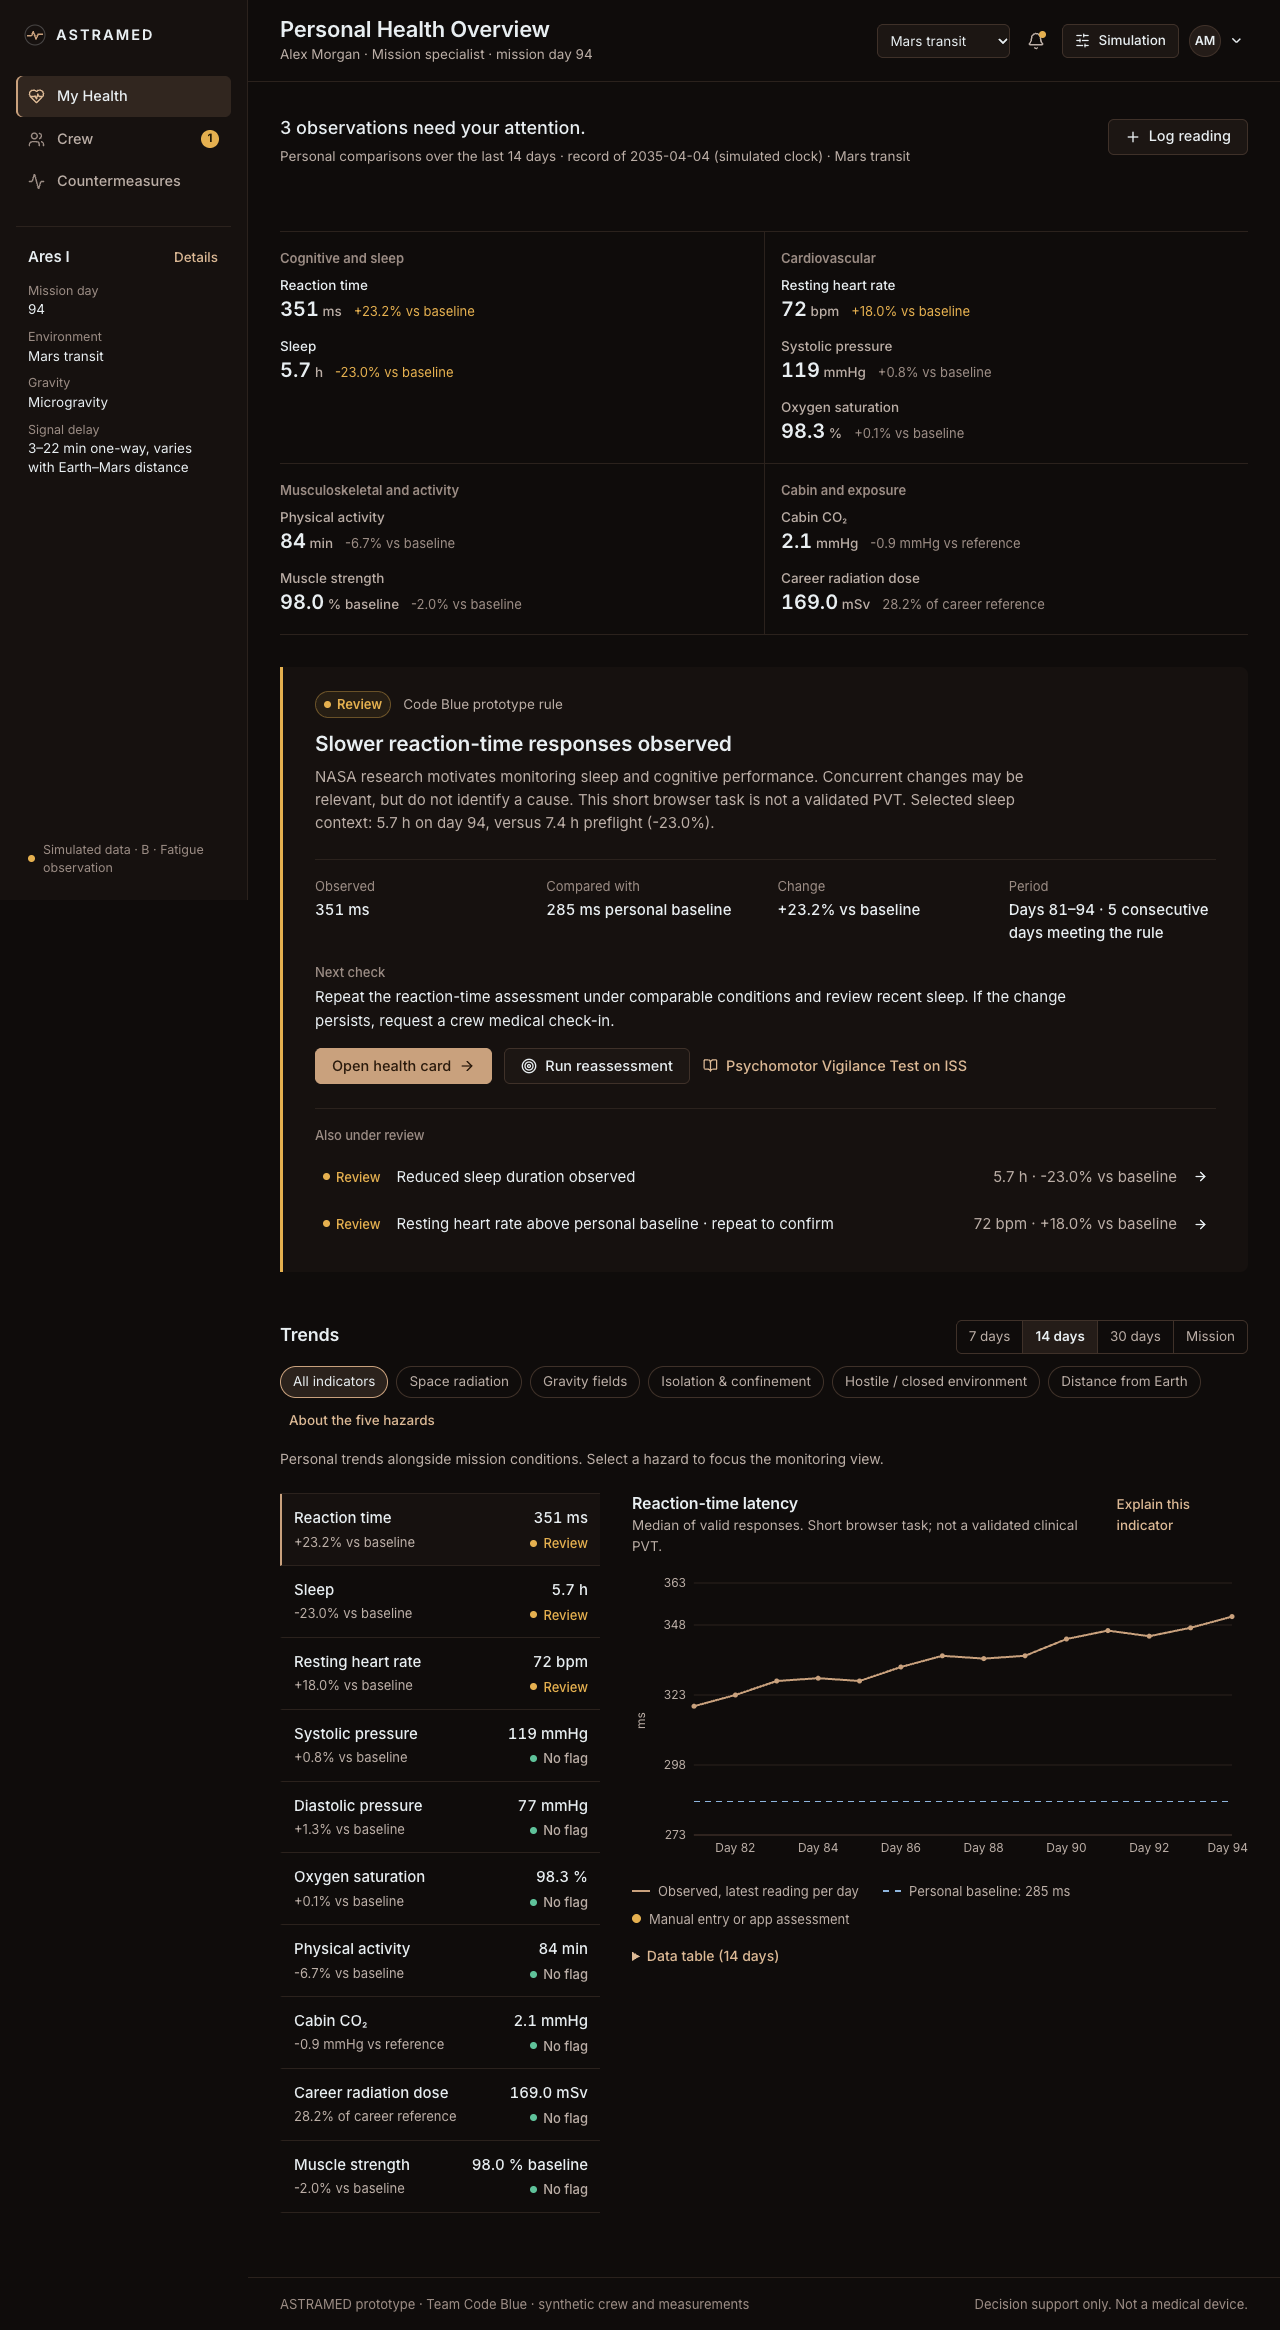 ASTRAMED
My Health
Crew
1
Countermeasures
Ares I
Details
Mission day
94
Environment
Mars transit
Gravity
Microgravity
Signal delay
3–22 min one-way, varies
with Earth–Mars distance
Simulated data · B · Fatigue
observation
Personal Health Overview
Alex Morgan · Mission specialist · mission day 94
Mars transit
Simulation
AM
3 observations need your attention.
Personal comparisons over the last 14 days · record of 2035-04-04 (simulated clock) · Mars transit
Log reading
Cognitive and sleep
Reaction time
351 ms +23.2% vs baseline
Sleep
5.7 h -23.0% vs baseline
Cardiovascular
Resting heart rate
72 bpm +18.0% vs baseline
Systolic pressure
119 mmHg +0.8% vs baseline
Oxygen saturation
98.3 % +0.1% vs baseline
Musculoskeletal and activity
Physical activity
84 min -6.7% vs baseline
Muscle strength
98.0 % baseline -2.0% vs baseline
Cabin and exposure
Cabin CO₂
2.1 mmHg -0.9 mmHg vs reference
Career radiation dose
169.0 mSv 28.2% of career reference
Review
Code Blue prototype rule
Slower reaction-time responses observed
NASA research motivates monitoring sleep and cognitive performance. Concurrent changes may be
relevant, but do not identify a cause. This short browser task is not a validated PVT. Selected sleep
context: 5.7 h on day 94, versus 7.4 h preflight (-23.0%).
Observed
351 ms
Compared with
285 ms personal baseline
Change
+23.2% vs baseline
Period
Days 81–94 · 5 consecutive
days meeting the rule
Next check
Repeat the reaction-time assessment under comparable conditions and review recent sleep. If the change
persists, request a crew medical check-in.
Open health card
Run reassessment
Psychomotor Vigilance Test on ISS
Also under review
Review Reduced sleep duration observed 5.7 h · -23.0% vs baseline
Review Resting heart rate above personal baseline · repeat to confirm 72 bpm · +18.0% vs baseline
Trends
7 days
14 days
30 days
Mission
All indicators
Space radiation
Gravity fields
Isolation & confinement
Hostile / closed environment
Distance from Earth
About the five hazards
Personal trends alongside mission conditions. Select a hazard to focus the monitoring view.
Reaction time 351 ms
+23.2% vs baseline Review
Sleep 5.7 h
-23.0% vs baseline Review
Resting heart rate 72 bpm
+18.0% vs baseline Review
Systolic pressure 119 mmHg
+0.8% vs baseline No flag
Diastolic pressure 77 mmHg
+1.3% vs baseline No flag
Oxygen saturation 98.3 %
+0.1% vs baseline No flag
Physical activity 84 min
-6.7% vs baseline No flag
Cabin CO₂ 2.1 mmHg
-0.9 mmHg vs reference No flag
Career radiation dose 169.0 mSv
28.2% of career reference No flag
Muscle strength 98.0 % baseline
-2.0% vs baseline No flag
Reaction-time latency
Median of valid responses. Short browser task; not a validated clinical
PVT.
Explain this
indicator
363
348
323
298
273
ms
Day 82 Day 84 Day 86 Day 88 Day 90 Day 92 Day 94
Observed, latest reading per day
Personal baseline: 285 ms
Manual entry or app assessment
Data table (14 days)
ASTRAMED prototype · Team Code Blue · synthetic crew and measurements
Decision support only. Not a medical device.